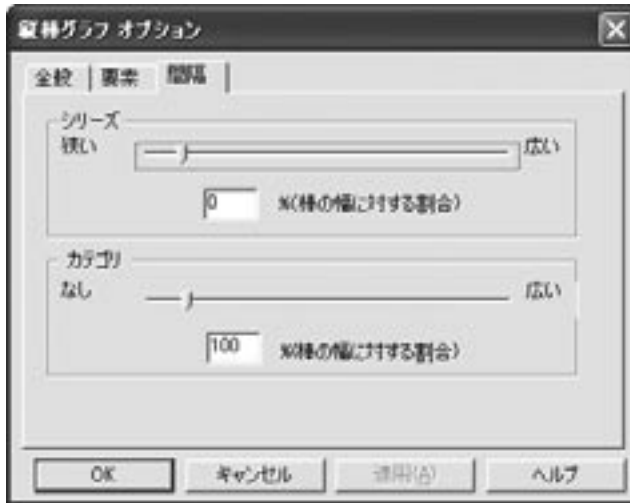 縦棒グラフ オプション
全般 要素 間隔
シリーズ
狭い 広い
0 %(棒の幅に対する割合)
カテゴリ
なし 広い
100 %(棒の幅に対する割合)
OK キャンセル 適用(A) ヘルプ